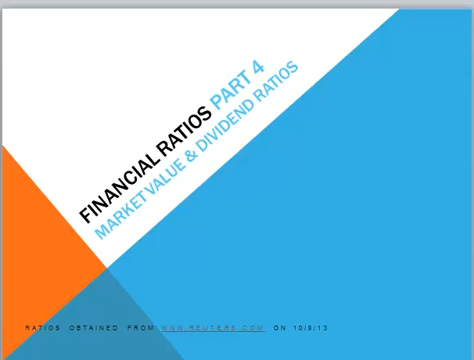 FINANCIAL RATIOS PART 4
MARKET VALUE & DIVIDEND RATIOS
RATIOS OBTAINED FROM WWW.REUTERS.COM ON 10/9/13